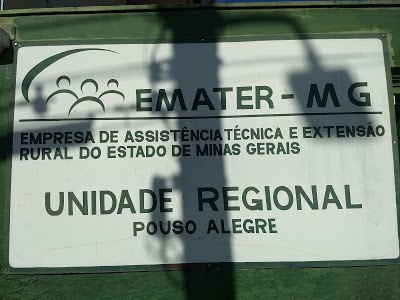 EMATER - MG
EMPRESA DE ASSISTÊNCIA TÉCNICA E EXTENSÃO
RURAL DO ESTADO DE MINAS GERAIS
UNIDADE REGIONAL
POUSO ALEGRE